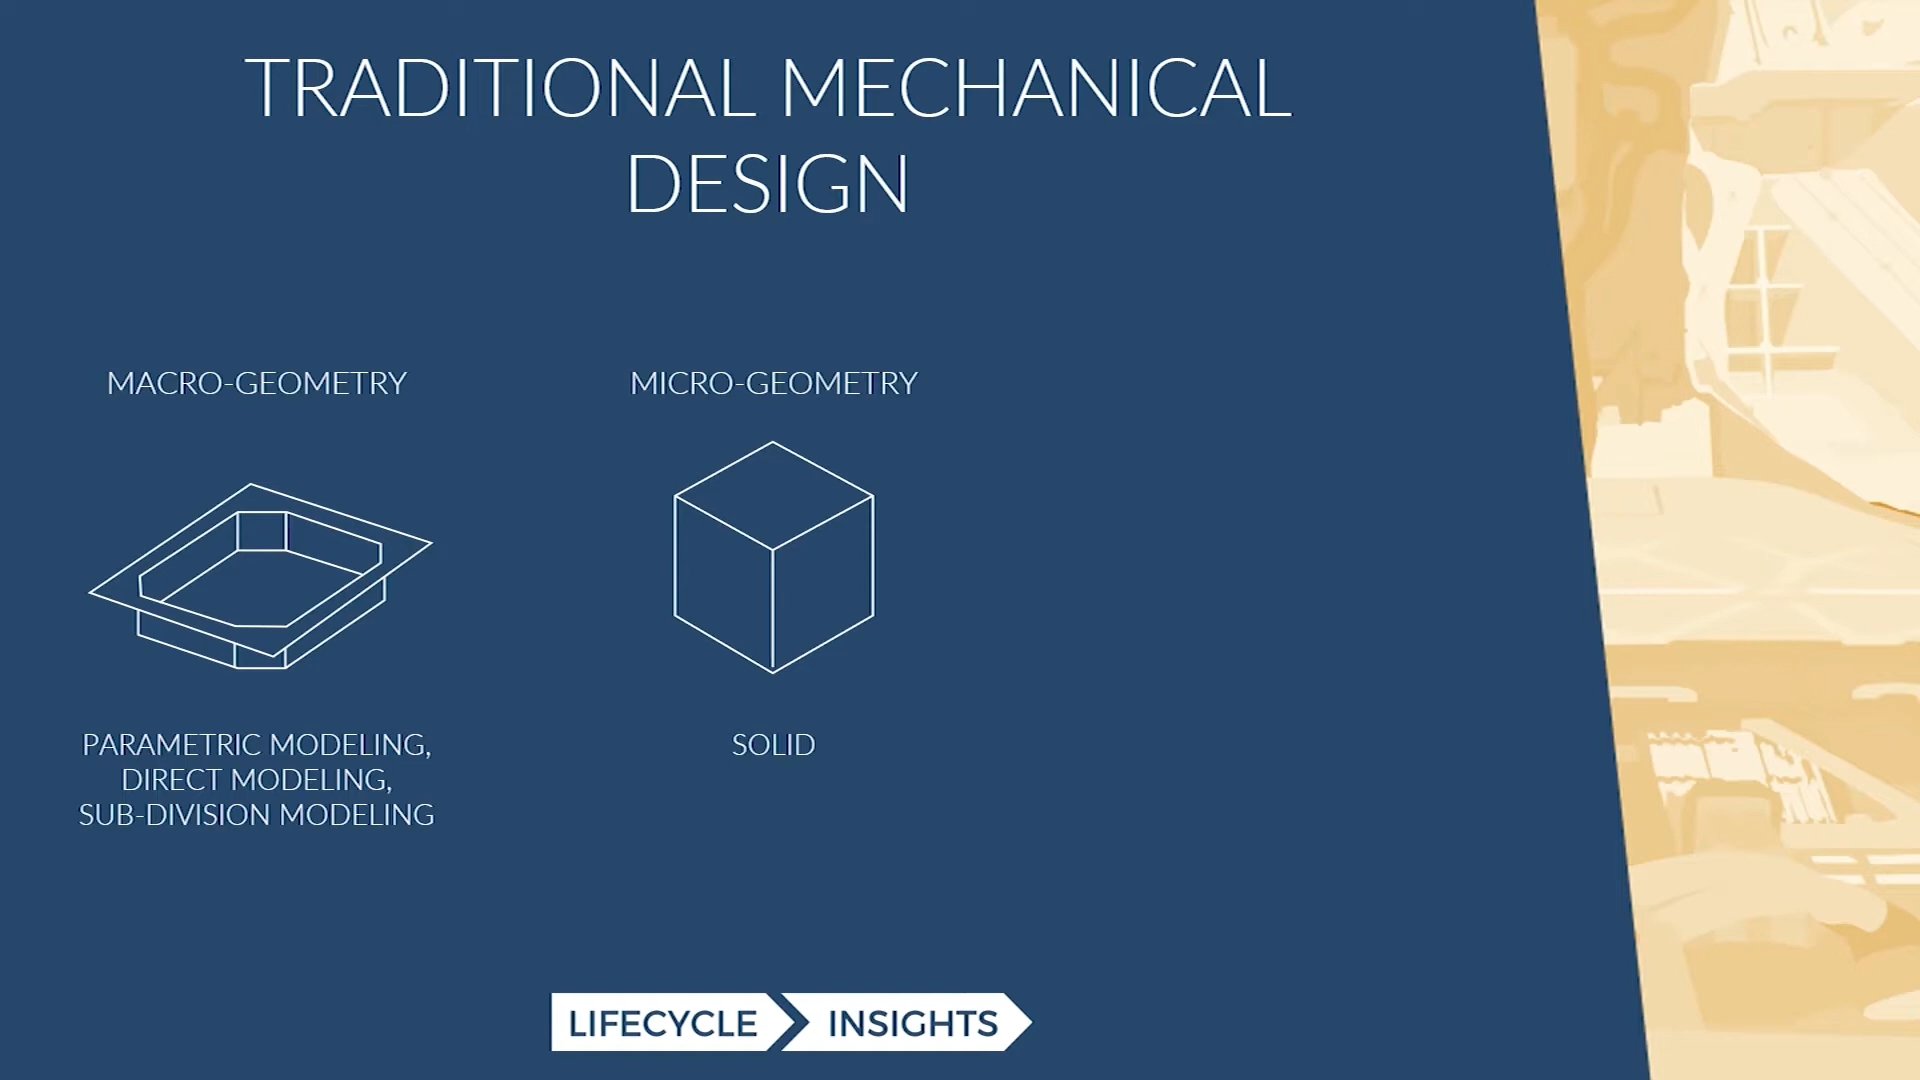 TRADITIONAL MECHANICAL
DESIGN
MACRO-GEOMETRY
MICRO-GEOMETRY
PARAMETRIC MODELING,
DIRECT MODELING,
SUB-DIVISION MODELING
SOLID
LIFECYCLE INSIGHTS